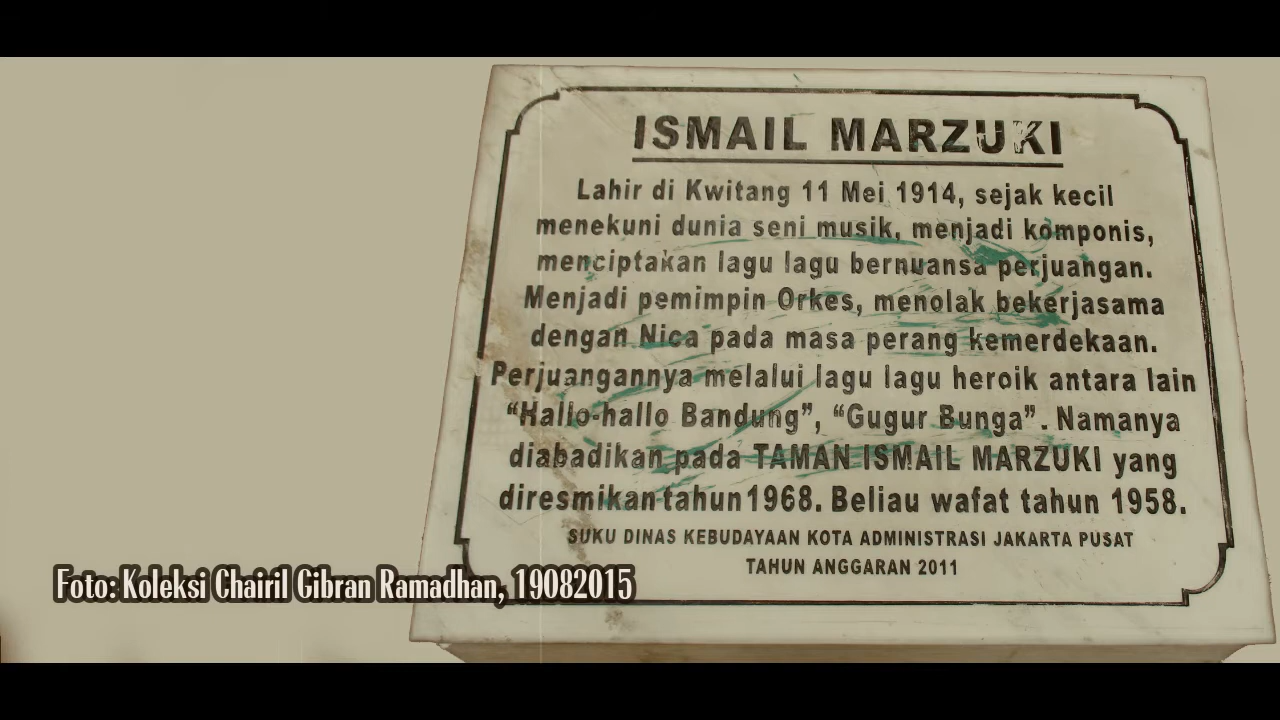 ISMAIL MARZUKI
Lahir di Kwitang 11 Mei 1914, sejak kecil
menekuni dunia seni musik, menjadi komponis,
menciptakan lagu lagu bernuansa perjuangan.
Menjadi pemimpin Orkes, menolak bekerjasama
dengan Nica pada masa perang kemerdekaan.
Perjuangannya melalui lagu lagu heroik antara lain
“Hallo-hallo Bandung”, “Gugur Bunga”. Namanya
diabadikan pada TAMAN ISMAIL MARZUKI yang
diresmikan tahun 1968. Beliau wafat tahun 1958.
SUKU DINAS KEBUDAYAAN KOTA ADMINISTRASI JAKARTA PUSAT
TAHUN ANGGARAN 2011
Foto: Koleksi Chairil Gibran Ramadhan, 19082015